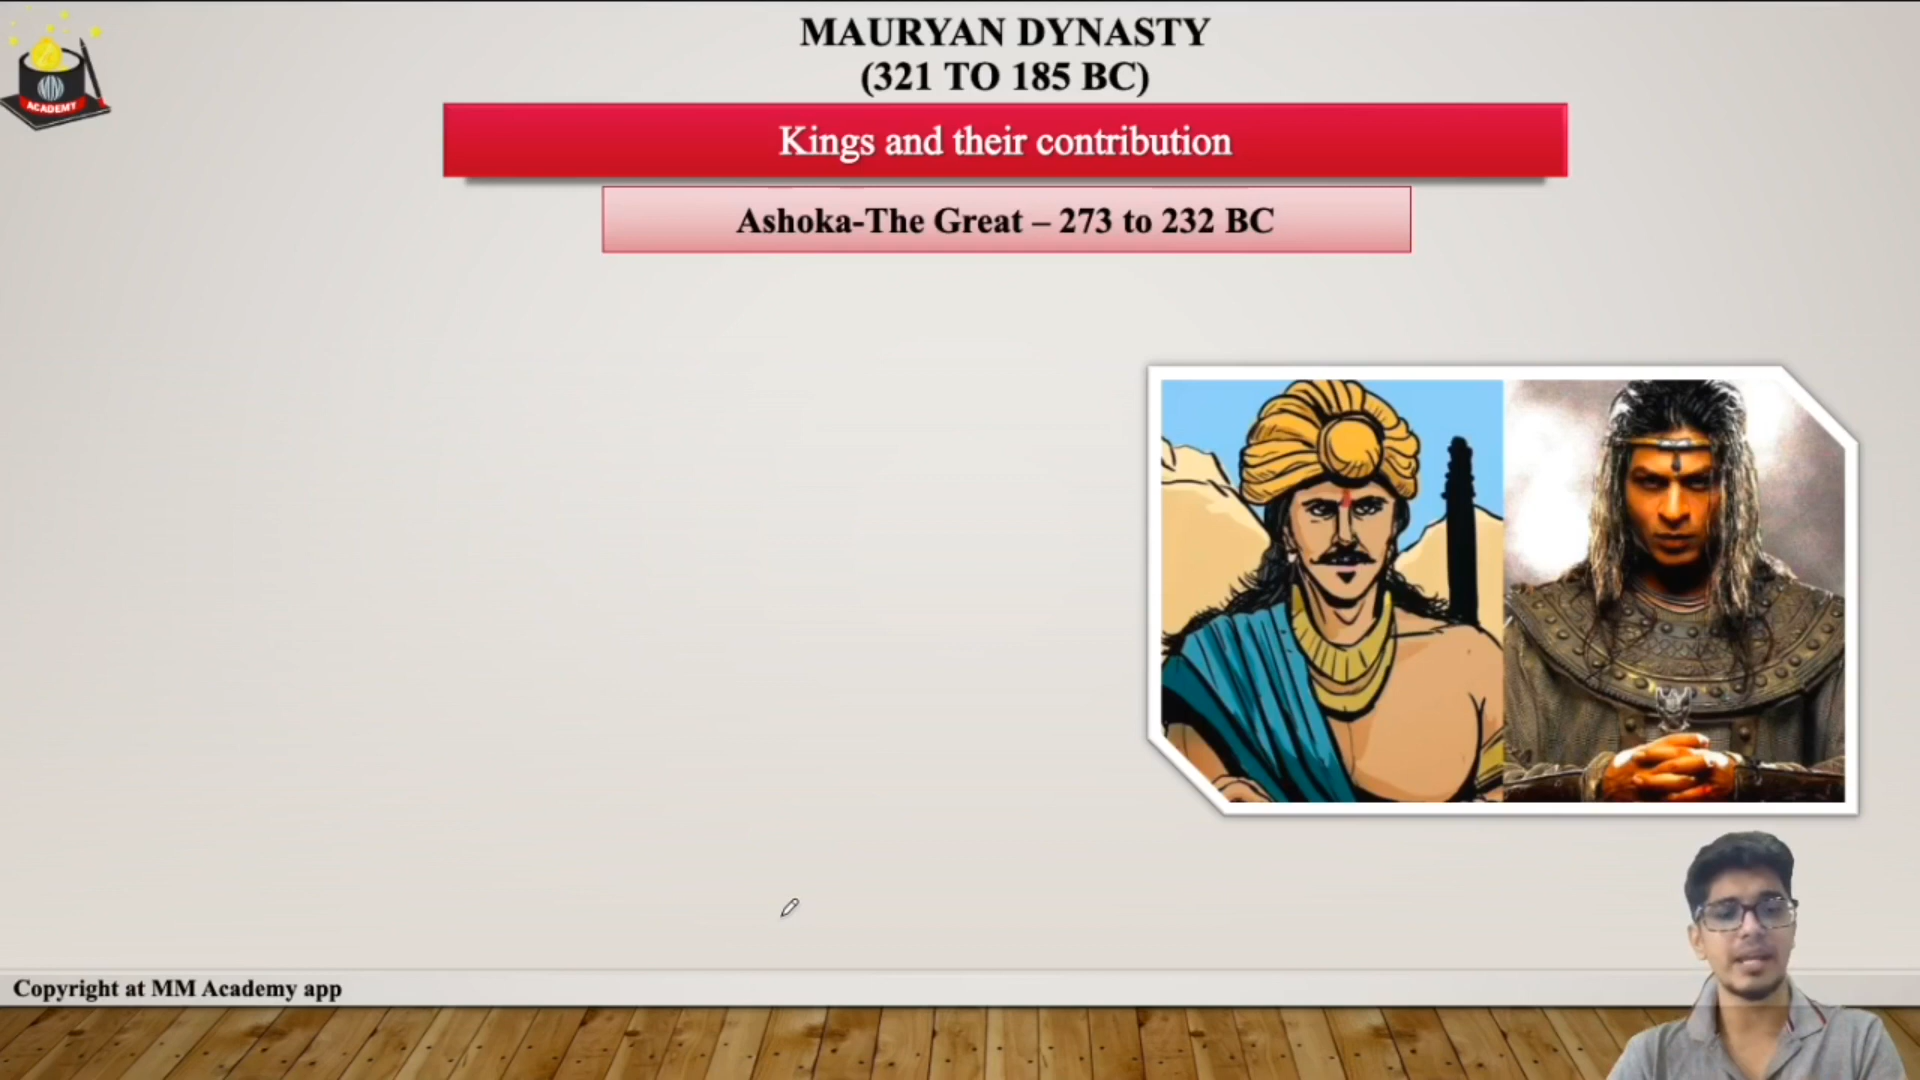 MAURYAN DYNASTY
(321 TO 185 BC)
Kings and their contribution
Ashoka-The Great – 273 to 232 BC
ACADEMY
Copyright at MM Academy app